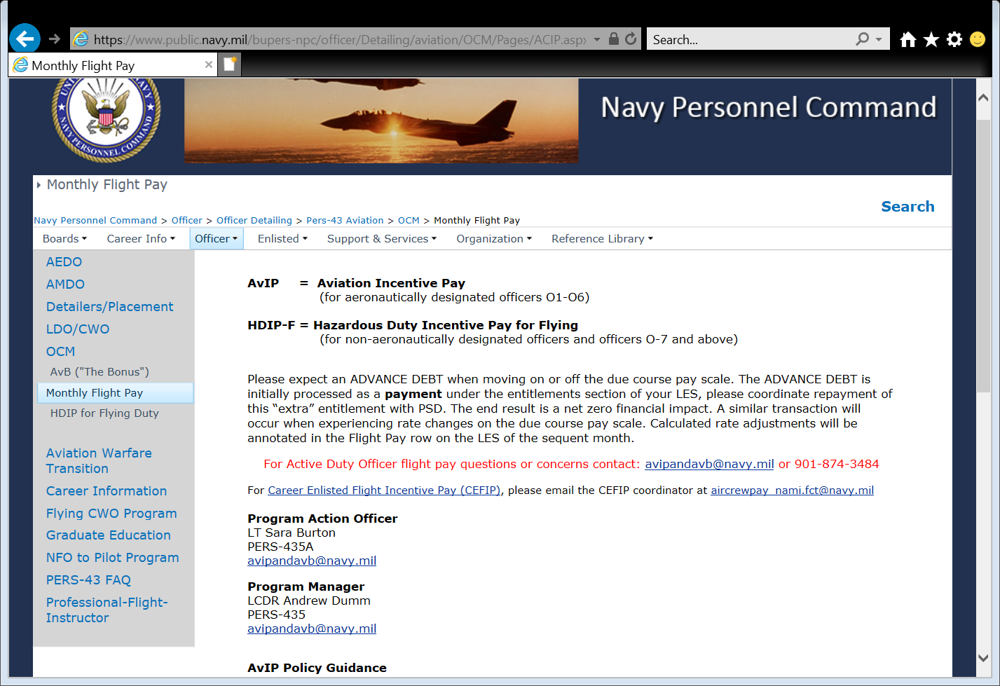 https://www.public.navy.mil/bupers-npc/officer/Detailing/aviation/OCM/Pages/ACIP.aspx
Search...
Monthly Flight Pay
NAVY PERSONNEL COMMAND
Navy Personnel Command
Monthly Flight Pay
Search
Navy Personnel Command > Officer > Officer Detailing > Pers-43 Aviation > OCM > Monthly Flight Pay
Boards Career Info Officer Enlisted Support & Services Organization Reference Library
AEDO
AMDO
Detailers/Placement
LDO/CWO
OCM
AvB ("The Bonus")
Monthly Flight Pay
HDIP for Flying Duty
Aviation Warfare
Transition
Career Information
Flying CWO Program
Graduate Education
NFO to Pilot Program
PERS-43 FAQ
Professional-Flight-
Instructor
AvIP = Aviation Incentive Pay
(for aeronautically designated officers O1-O6)
HDIP-F = Hazardous Duty Incentive Pay for Flying
(for non-aeronautically designated officers and officers O-7 and above)
Please expect an ADVANCE DEBT when moving on or off the due course pay scale. The ADVANCE DEBT is
initially processed as a payment under the entitlements section of your LES, please coordinate repayment of
this “extra” entitlement with PSD. The end result is a net zero financial impact. A similar transaction will
occur when experiencing rate changes on the due course pay scale. Calculated rate adjustments will be
annotated in the Flight Pay row on the LES of the sequent month.
For Active Duty Officer flight pay questions or concerns contact: avipandavb@navy.mil or 901-874-3484
For Career Enlisted Flight Incentive Pay (CEFIP), please email the CEFIP coordinator at aircrewpay_nami.fct@navy.mil
Program Action Officer
LT Sara Burton
PERS-435A
avipandavb@navy.mil
Program Manager
LCDR Andrew Dumm
PERS-435
avipandavb@navy.mil
AvIP Policy Guidance